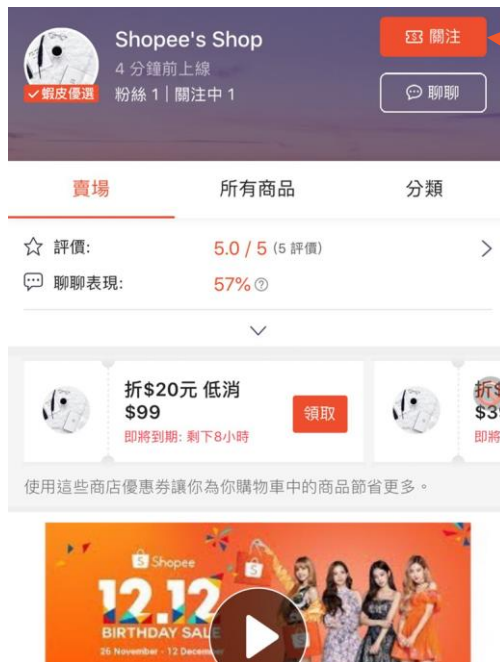 Shopee's Shop
關注
4 分鐘前上線
蝦皮優選
粉絲 1 | 關注中 1
聊聊
賣場
所有商品
分類
評價:
5.0 / 5 (5 評價)
聊聊表現:
57%
折$20元 低消
$99
領取
即將到期: 剩下8小時
折$
$3
即將
使用這些商店優惠券讓你為你購物車中的商品節省更多。
Shopee
12.12
BIRTHDAY SALE
26 November - 12 December